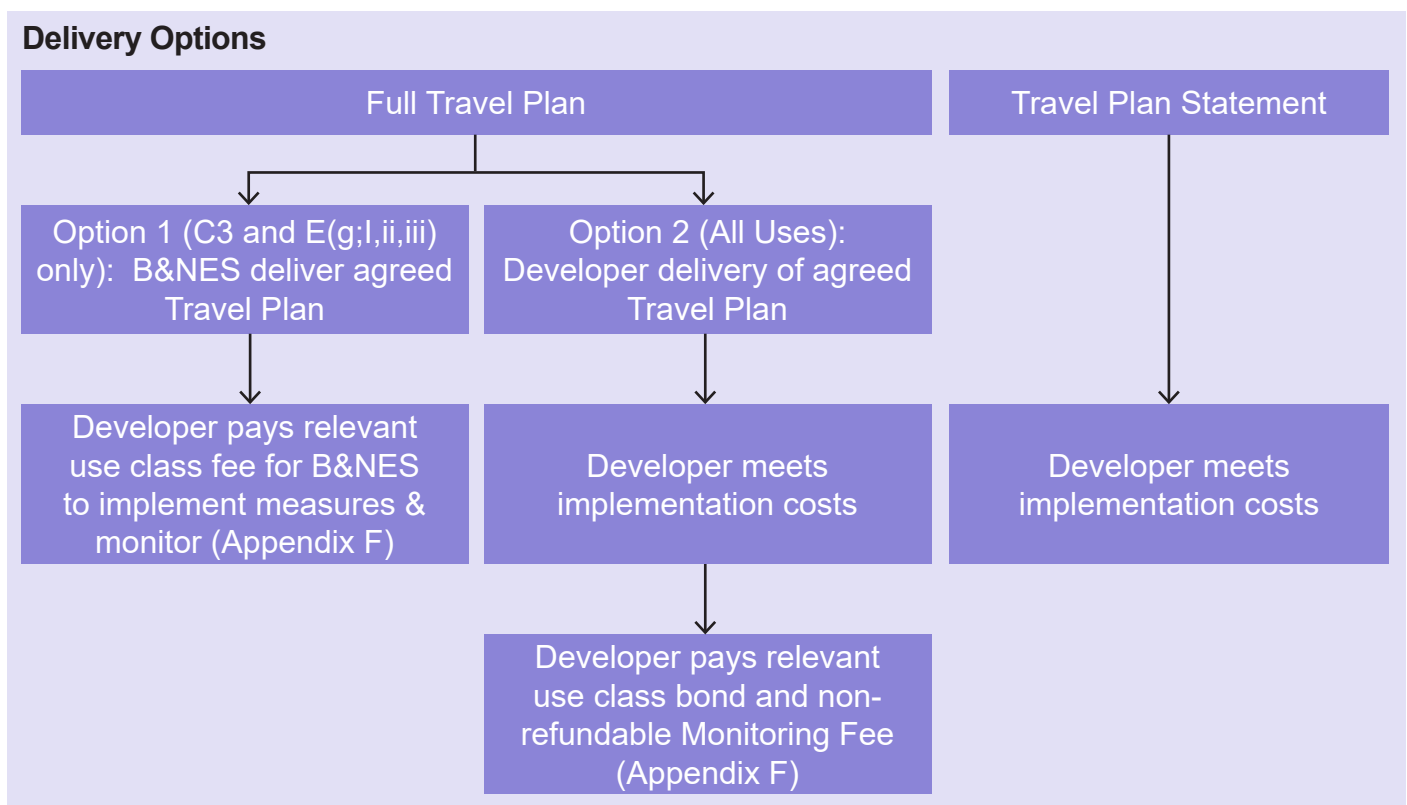 Delivery Options
Full Travel Plan
Travel Plan Statement
Option 1 (C3 and E(g;I,ii,iii)
only):  B&NES deliver agreed
Travel Plan
Option 2 (All Uses):
Developer delivery of agreed
Travel Plan
Developer pays relevant
use class fee for B&NES
to implement measures &
monitor (Appendix F)
Developer meets
implementation costs
Developer meets
implementation costs
Developer pays relevant
use class bond and non-
refundable Monitoring Fee
(Appendix F)